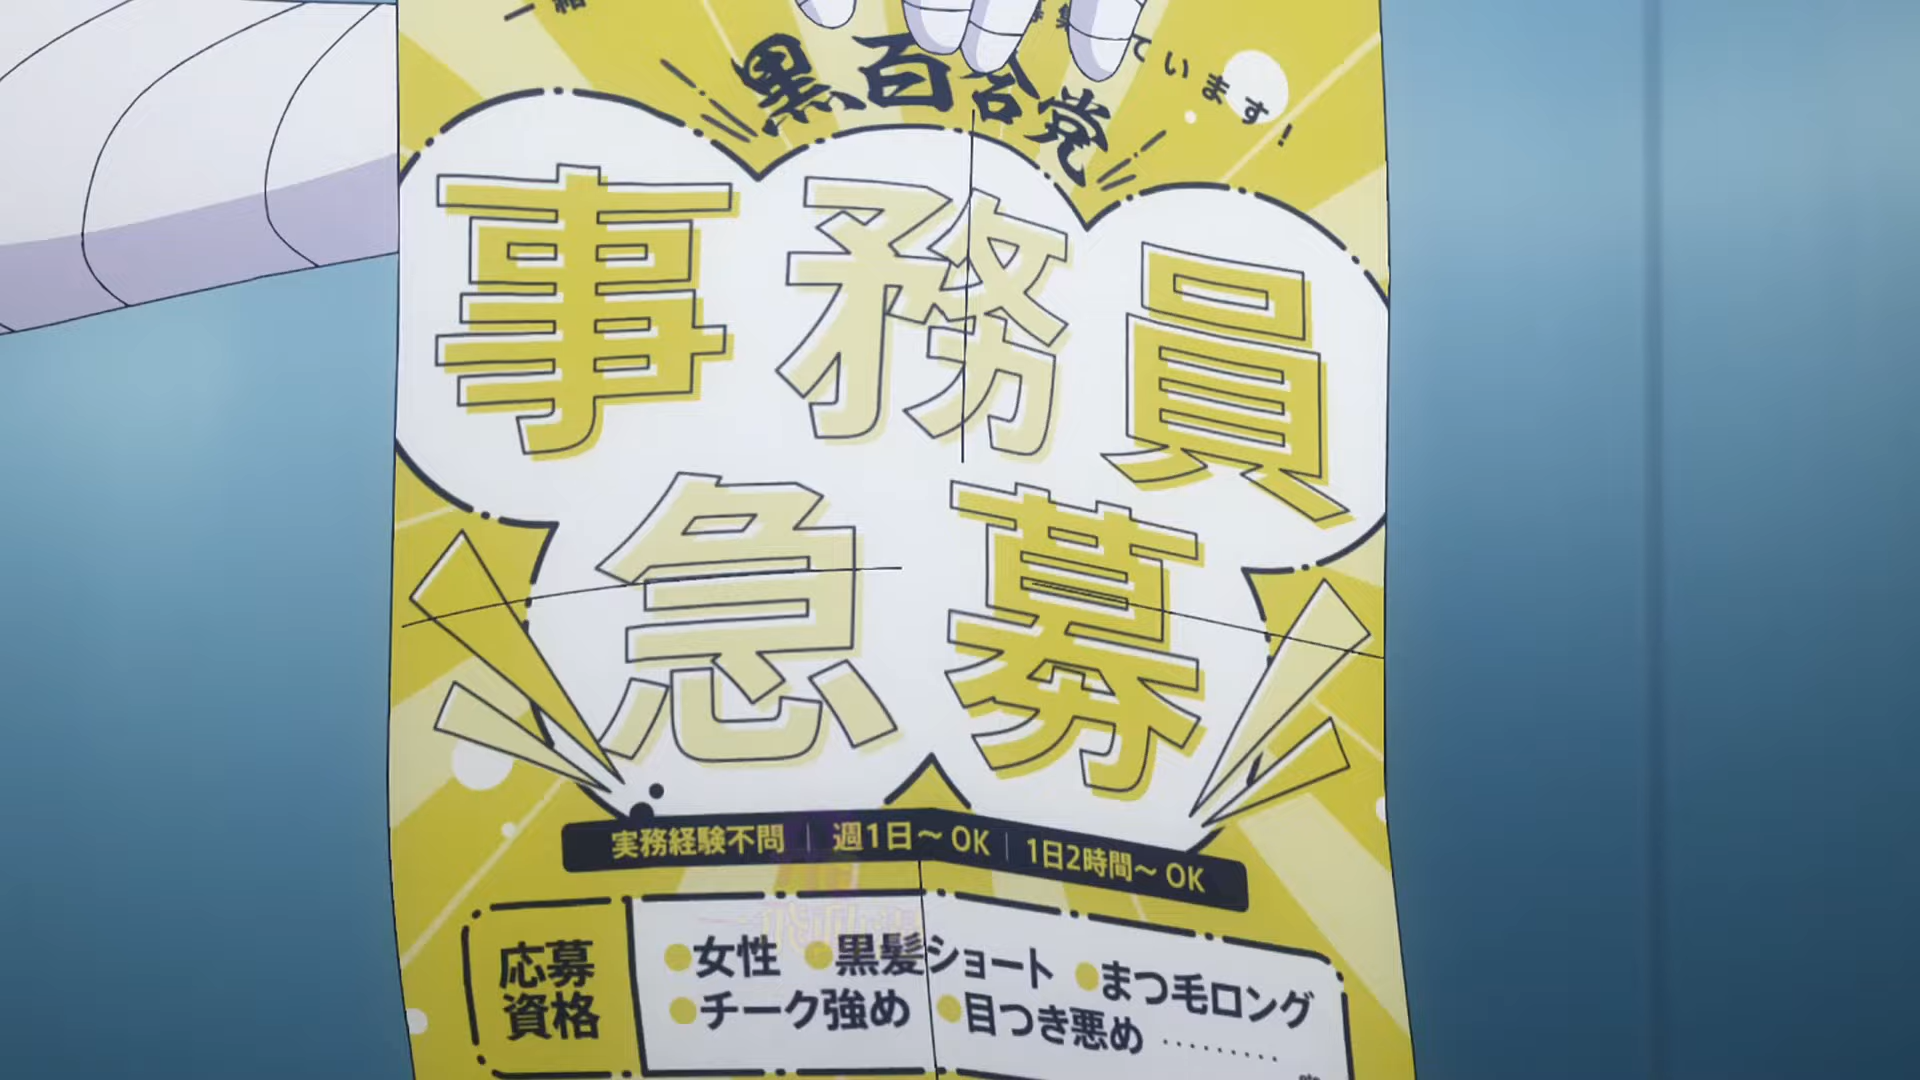 ています!
黒百合党
事務員
急募
実務経験不問 | 週1日～OK | 1日2時間～OK
応募
資格
●女性 ●黒髪ショート ●まつ毛ロング
●チーク強め ●目つき悪め ………